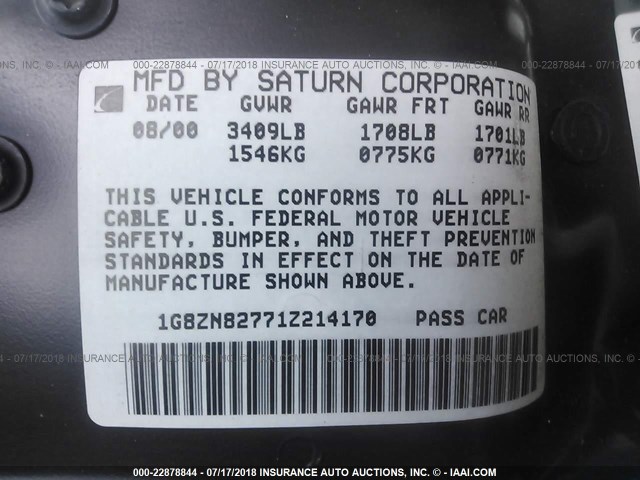 000-22878844 - 07/17/2018 - INSURANCE AUTO AUCTIONS, INC. © - IAAI.COM
MFD BY SATURN CORPORATION
DATE GVWR GAWR FRT GAWR RR
08/00 3409LB 1708LB 1701LB
1546KG 0775KG 0771KG
THIS VEHICLE CONFORMS TO ALL APPLI-
CABLE U.S. FEDERAL MOTOR VEHICLE
SAFETY, BUMPER, AND THEFT PREVENTION
STANDARDS IN EFFECT ON THE DATE OF
MANUFACTURE SHOWN ABOVE.
1G8ZN82771Z214170 PASS CAR
000-22878844 - 07/17/2018 - INSURANCE AUTO AUCTIONS, INC. © - IAAI.COM